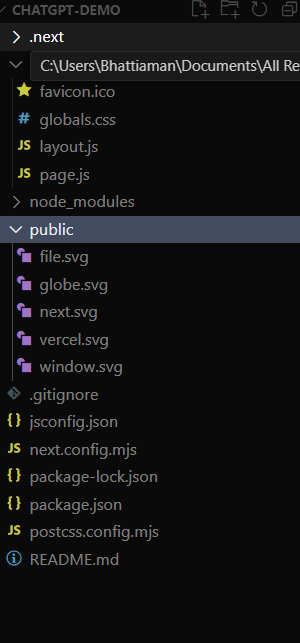 CHATGPT-DEMO
.next
C:\Users\Bhattiaman\Documents\All Re
favicon.ico
# globals.css
JS layout.js
JS page.js
node_modules
public
file.svg
globe.svg
next.svg
vercel.svg
window.svg
.gitignore
{} jsconfig.json
JS next.config.mjs
{} package-lock.json
{} package.json
JS postcss.config.mjs
README.md